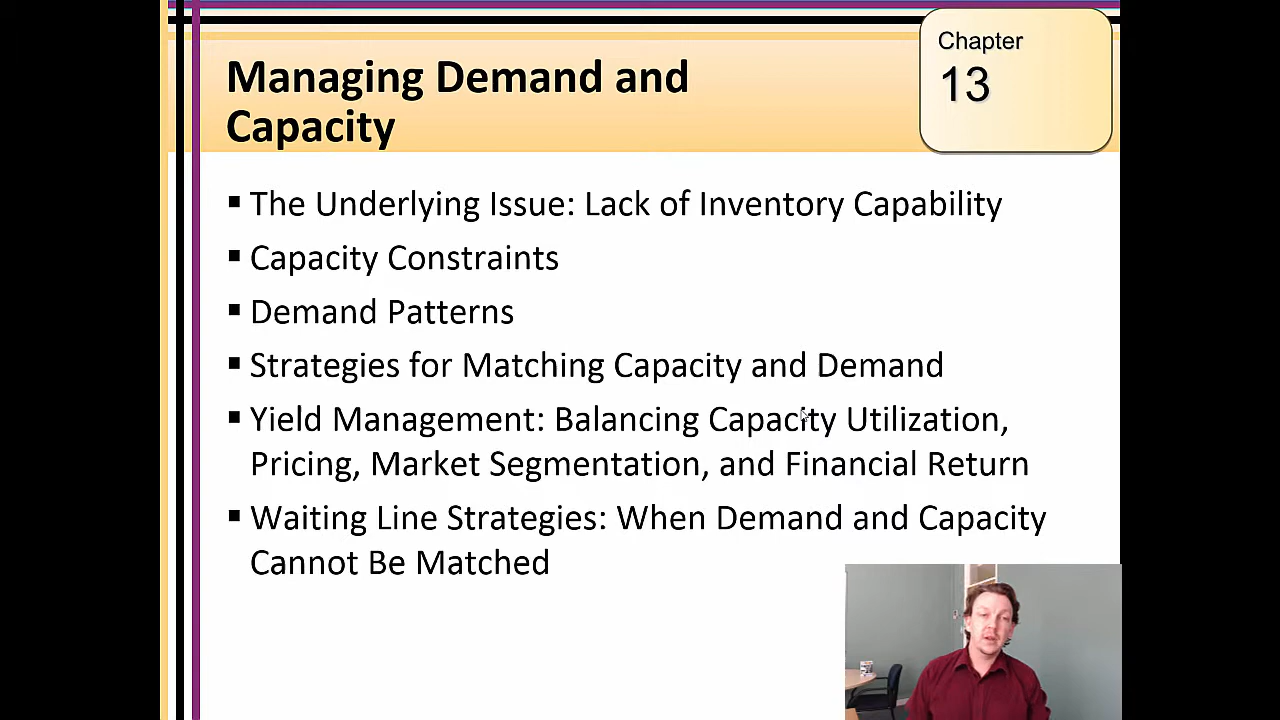 Managing Demand and
Capacity
Chapter
13
▪ The Underlying Issue: Lack of Inventory Capability
▪ Capacity Constraints
▪ Demand Patterns
▪ Strategies for Matching Capacity and Demand
▪ Yield Management: Balancing Capacity Utilization,
Pricing, Market Segmentation, and Financial Return
▪ Waiting Line Strategies: When Demand and Capacity
Cannot Be Matched